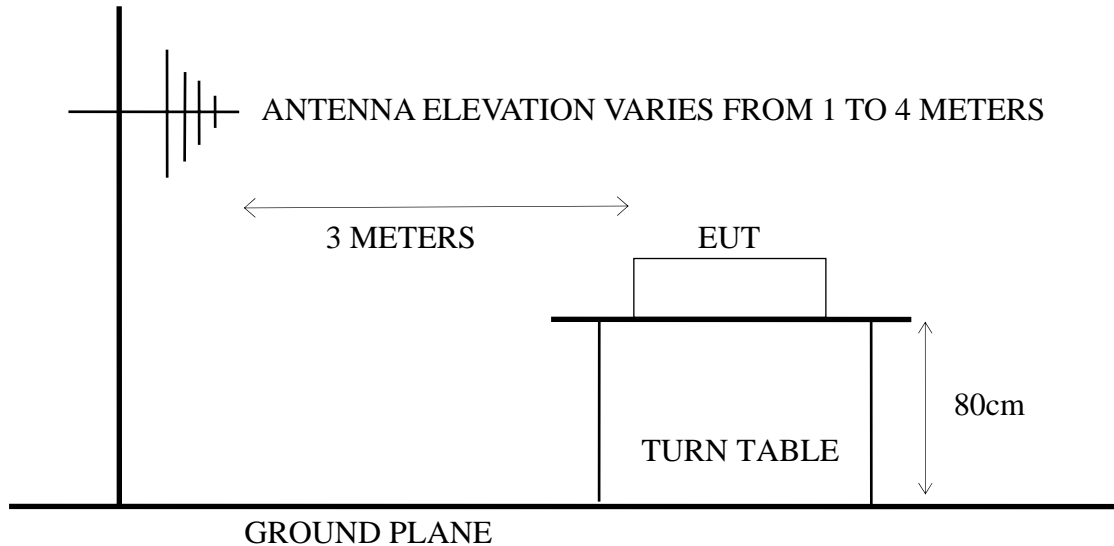 ANTENNA ELEVATION VARIES FROM 1 TO 4 METERS
3 METERS
EUT
80cm
TURN TABLE
GROUND PLANE